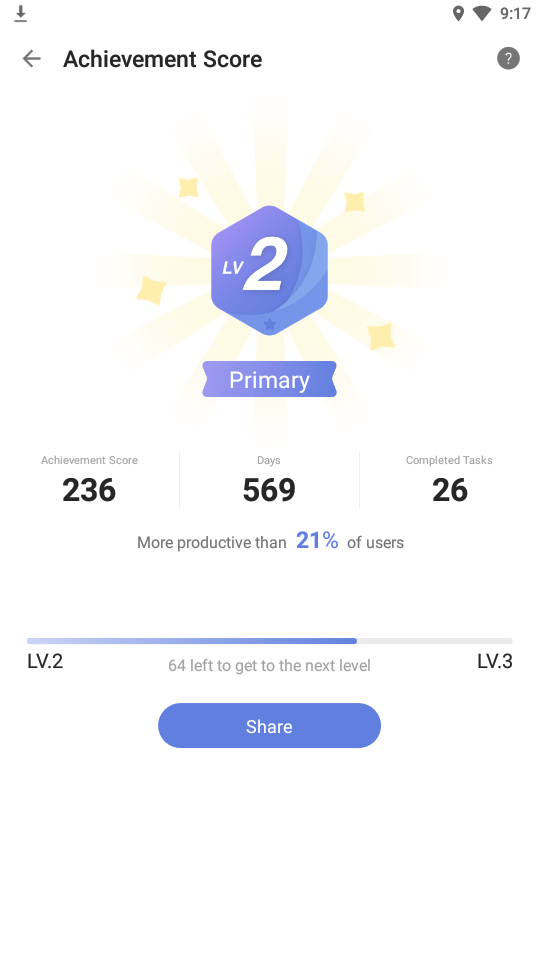 9:17
Achievement Score
?
LV 2
Primary
Achievement Score
Days
Completed Tasks
236
569
26
More productive than 21% of users
LV.2
64 left to get to the next level
LV.3
Share